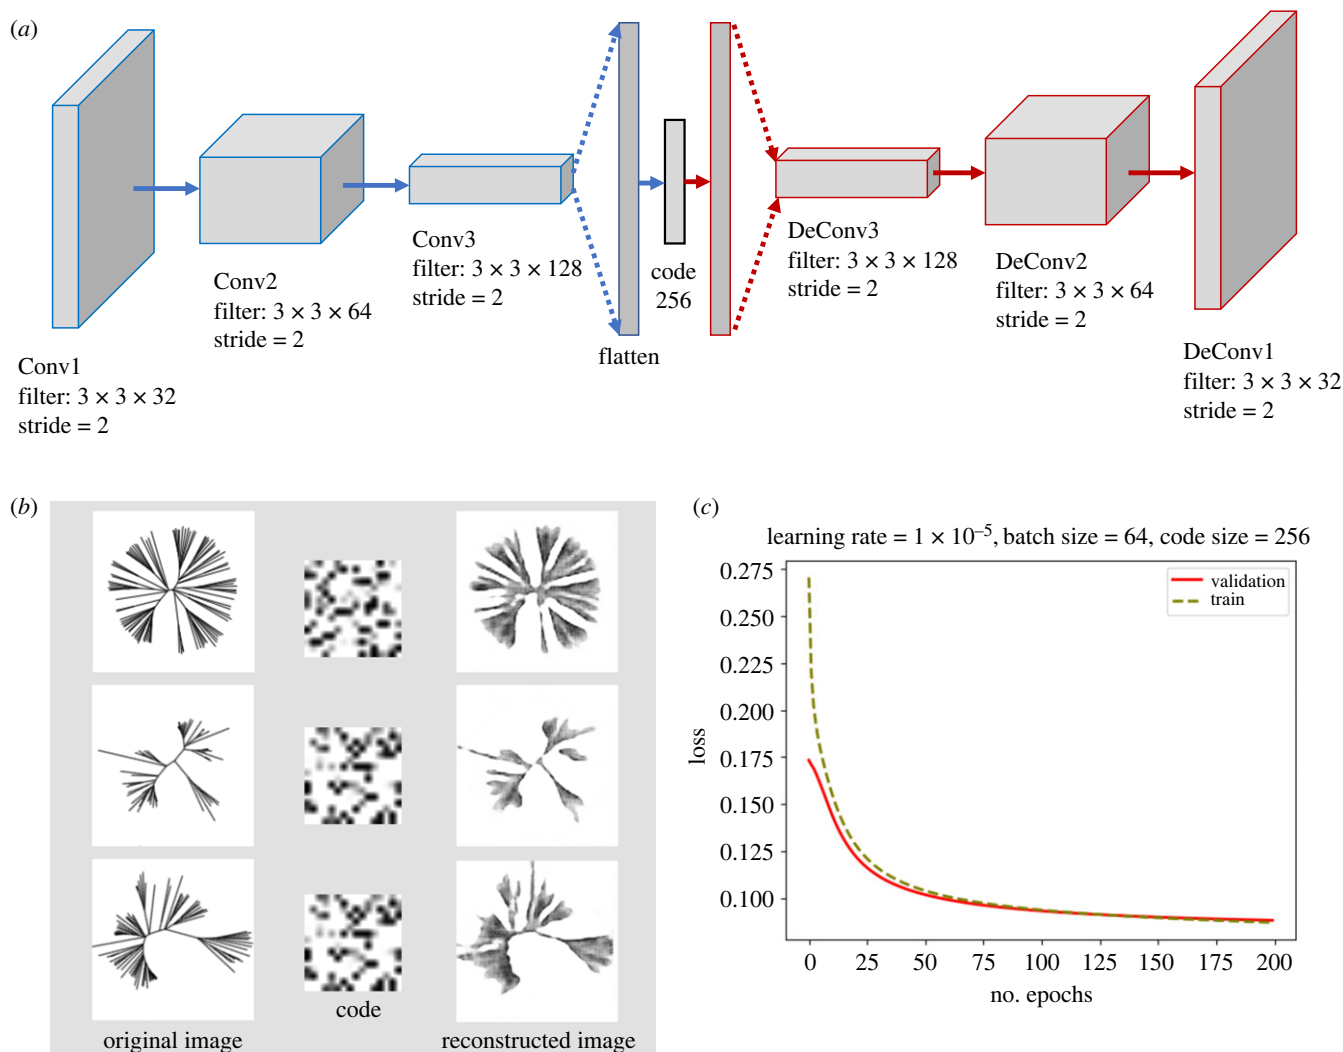 (a)
Conv1
filter: 3 × 3 × 32
stride = 2
Conv2
filter: 3 × 3 × 64
stride = 2
Conv3
filter: 3 × 3 × 128
stride = 2
flatten
code
256
DeConv3
filter: 3 × 3 × 128
stride = 2
DeConv2
filter: 3 × 3 × 64
stride = 2
DeConv1
filter: 3 × 3 × 32
stride = 2
(b)
code
original image
reconstructed image
(c)
learning rate = 1 × 10⁻⁵, batch size = 64, code size = 256
validation
train
loss
0.275
0.250
0.225
0.200
0.175
0.150
0.125
0.100
0 25 50 75 100 125 150 175 200
no. epochs